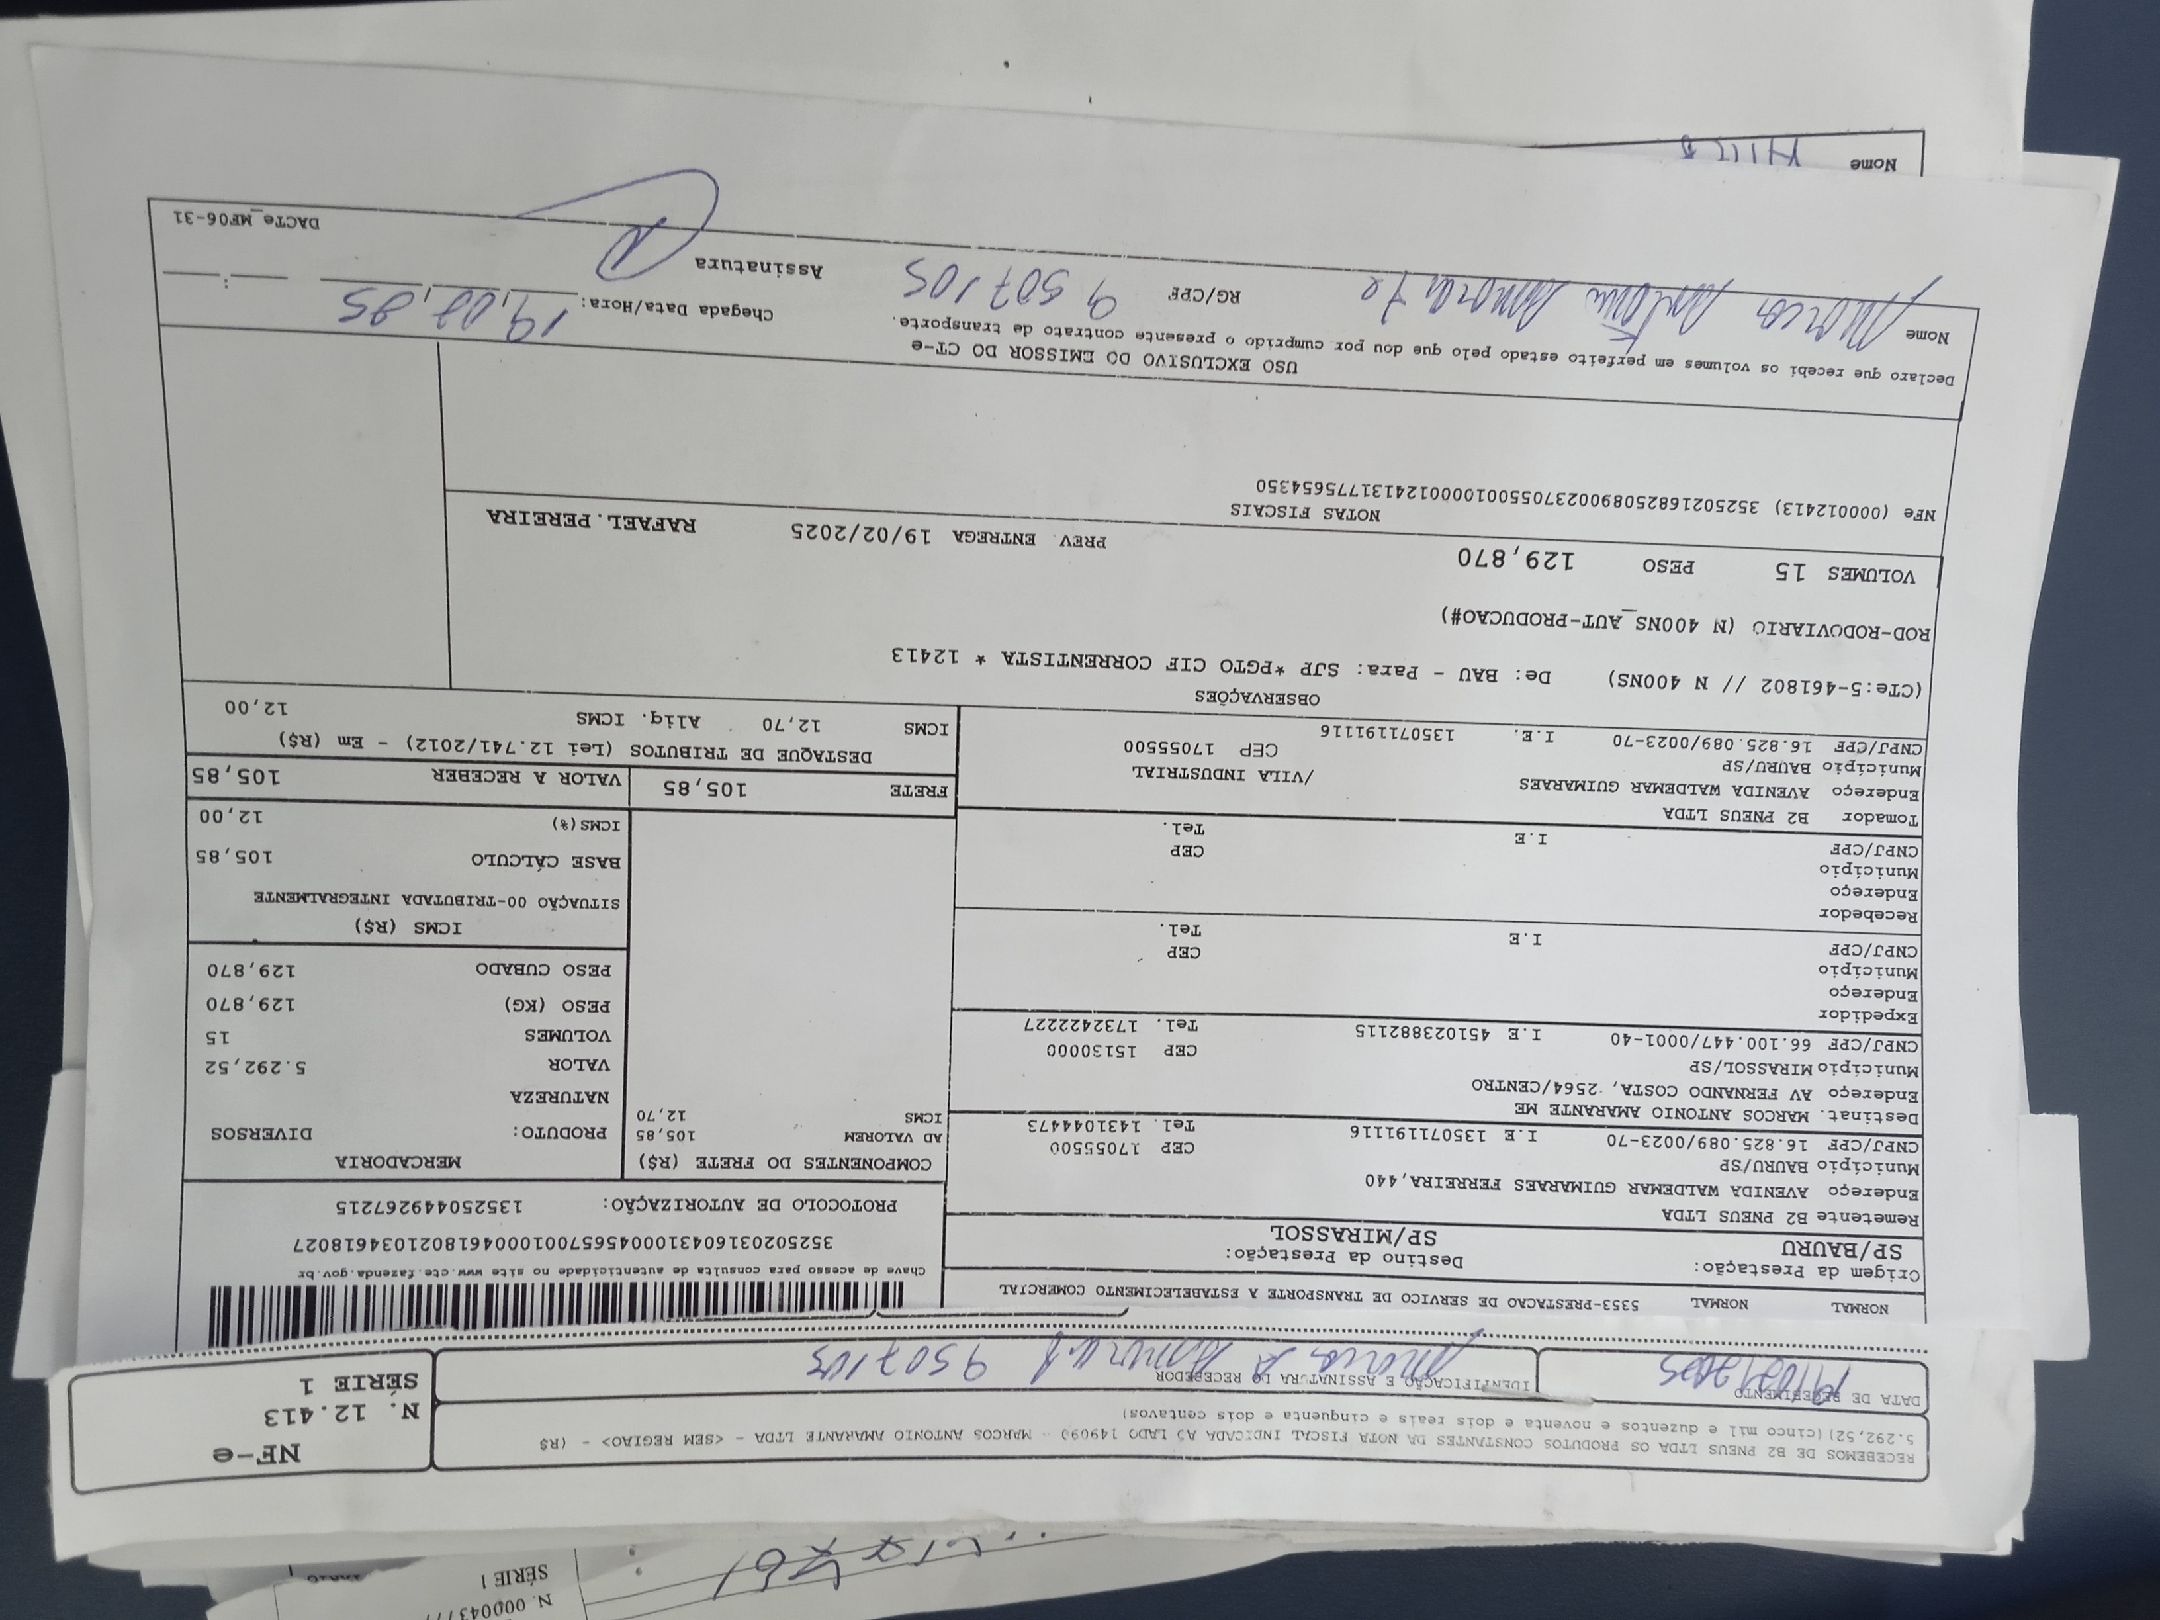 RECEBEMOS DE B2 PNEUS LTDA OS PRODUTOS CONSTANTES DA NOTA FISCAL INDICADA AO LADO (4909) - MARCOS ANTONIO AMARANTE LTDA - <SEM REGIAO> - (R$
5.292,52)(cinco mil e duzentos e noventa e dois reais e cinquenta e dois centavos)
DATA DE RECEBIMENTO
19/02/2025
IDENTIFICAÇÃO E ASSINATURA DO RECEBEDOR
9507105
NF-e
N. 12.413
SÉRIE 1
NORMAL NORMAL 5353-PRESTACAO DE SERVICO DE TRANSPORTE A ESTABELECIMENTO COMERCIAL
Origem da Prestação:
SP/BAURU
Destino da Prestação:
SP/MIRASSOL
Chave de acesso para consulta de autenticidade no site www.cte.fazenda.gov.br
35250203160431000456570010004618021034618027
PROTOCOLO DE AUTORIZAÇÃO: 135250449267215
Remetente B2 PNEUS LTDA
Endereço AVENIDA WALDEMAR GUIMARAES FERREIRA,440
Município BAURU/SP CEP 17055500
CNPJ/CPF 16.825.089/0023-70 I.E 135071191116 Tel. 1431044473
Destinat. MARCOS ANTONIO AMARANTE ME
Endereço AV FERNANDO COSTA, 2564/CENTRO
Município MIRASSOL/SP CEP 15130000
CNPJ/CPF 66.100.447/0001-40 I.E 451023882115 Tel. 1732422227
Expedidor
Endereço
Município CEP
CNPJ/CPF I.E Tel.
Recebedor
Endereço
Município CEP
CNPJ/CPF I.E Tel.
Tomador B2 PNEUS LTDA
Endereço AVENIDA WALDEMAR GUIMARAES /VILA INDUSTRIAL
Município BAURU/SP CEP 17055500
CNPJ/CPF 16.825.089/0023-70 I.E. 135071191116
COMPONENTES DO FRETE (R$)
AD VALOREM 105,85
ICMS 12,70
MERCADORIA
PRODUTO: DIVERSOS
NATUREZA
VALOR 5.292,52
VOLUMES 15
PESO (KG) 129,870
PESO CUBADO 129,870
ICMS (R$)
SITUAÇÃO 00-TRIBUTADA INTEGRALMENTE
BASE CÁLCULO 105,85
ICMS(%) 12,00
FRETE 105,85 VALOR A RECEBER 105,85
DESTAQUE DE TRIBUTOS (Lei 12.741/2012) - Em (R$)
ICMS 12,70 Aliq. ICMS 12,00
OBSERVAÇÕES
(CTe:5-461802 // N 400NS) De: BAU - Para: SJP *PGTO CIF CORRENTISTA * 12413
ROD-RODOVIARIO (N 400NS_AUT-PRODUCAO#)
VOLUMES 15 PESO 129,870 PREV. ENTREGA 19/02/2025 RAFAEL.PEREIRA
NOTAS FISCAIS
NFe (000012413) 35250216825089002370550010000124131775654350
USO EXCLUSIVO DO EMISSOR DO CT-e
Declaro que recebi os volumes em perfeito estado pelo que dou por cumprido o presente contrato de transporte.
Nome Marcos Antonio Amarante RG/CPF 9507105
Chegada Data/Hora: 19,02,25 :
Assinatura
DACTe_MF06-31
Nome
SÉRIE 1